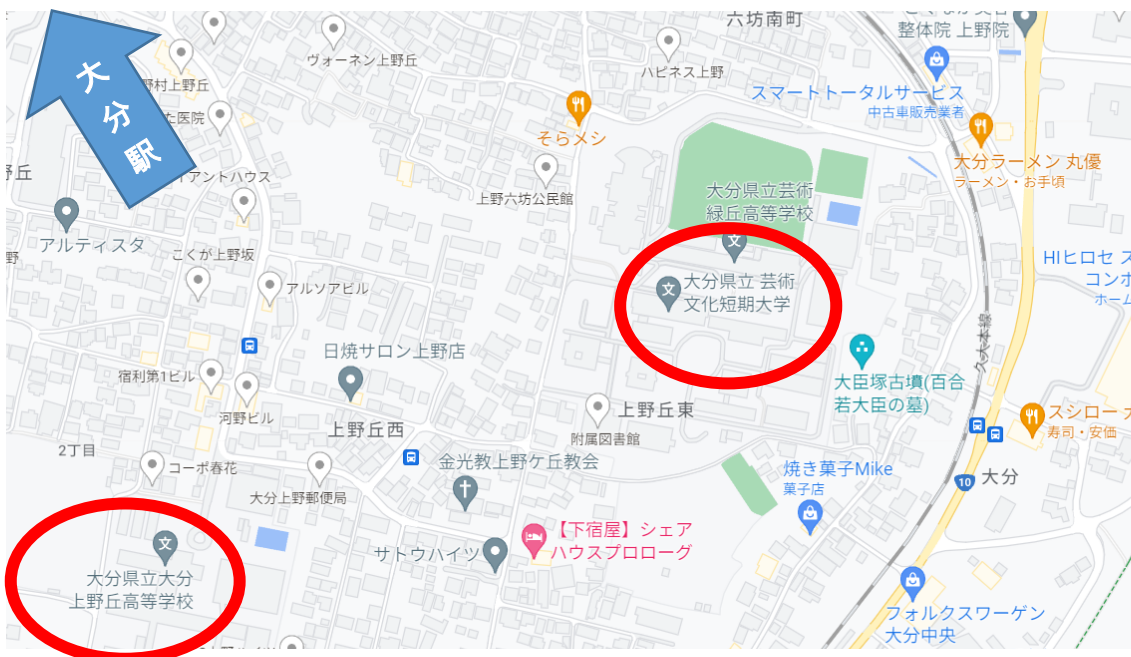 六坊南町
整体院 上野院
ヴォーネン上野丘
ハピネス上野
大分駅
野村上野丘
た医院
スマートトータルサービス
中古車販売業者
そらメシ
大分ラーメン 丸優
ラーメン・お手頃
野丘
イアントハウス
上野六坊公民館
大分県立芸術
緑丘高等学校
アルティスタ
こくが上野坂
野
アルソアビル
大分県立 芸術
文化短期大学
HIヒロセ ス
コンボ
ホーム
久大本線
日焼サロン上野店
宿利第1ビル
大臣塚古墳(百合
若大臣の墓)
河野ビル
上野丘西
上野丘東
附属図書館
スシロー
寿司・安価
2丁目
コーポ春花
金光教上野ケ丘教会
焼き菓子Mike
菓子店
10
大分
大分上野郵便局
【下宿屋】シェア
ハウスプロローグ
サトウハイツ
大分県立大分
上野丘高等学校
フォルクスワーゲン
大分中央